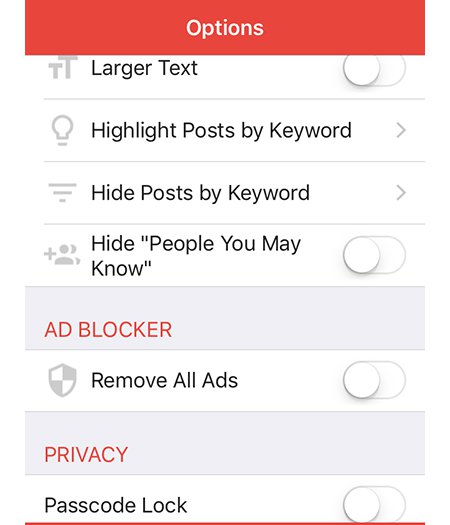 Options
Larger Text
Highlight Posts by Keyword
Hide Posts by Keyword
Hide "People You May
Know"
AD BLOCKER
Remove All Ads
PRIVACY
Passcode Lock